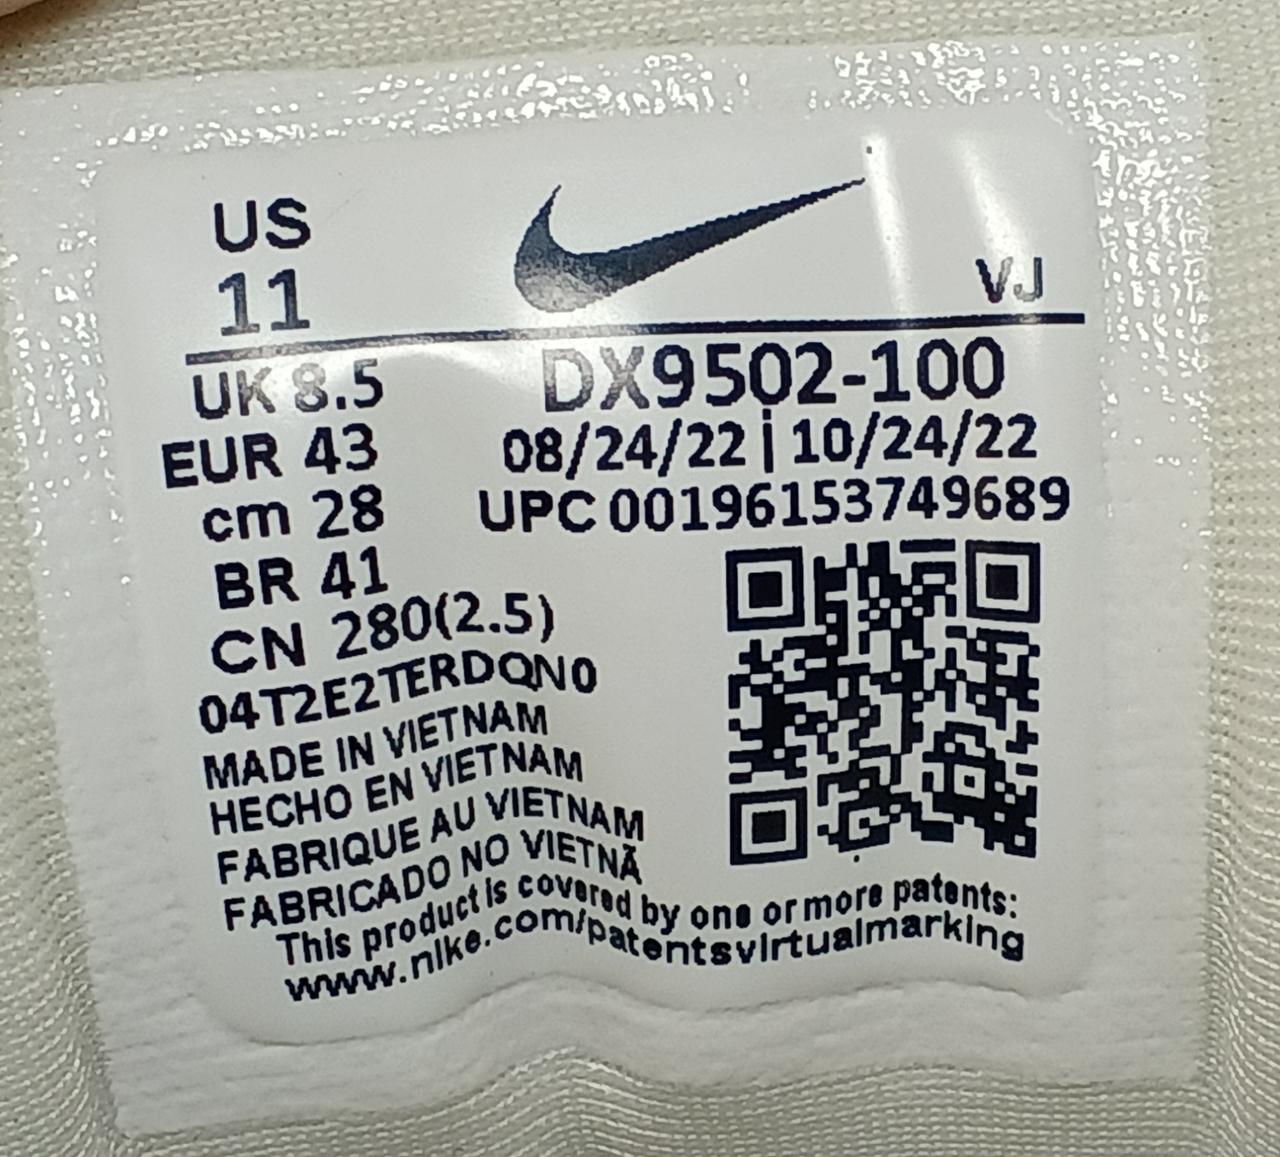 US
11
VJ
UK 8.5
DX9502-100
EUR 43
08/24/22 | 10/24/22
cm 28
UPC 00196153749689
BR 41
CN 280(2.5)
04T2E2TERDQN0
MADE IN VIETNAM
HECHO EN VIETNAM
FABRIQUE AU VIETNAM
FABRICADO NO VIETNÃ
This product is covered by one or more patents:
www.nike.com/patentsvirtualmarking